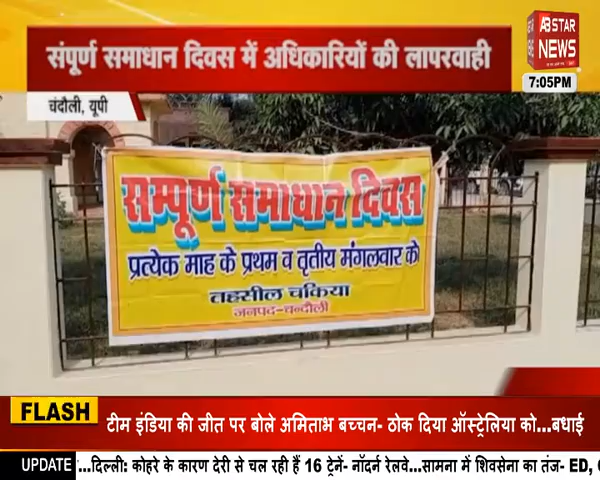 संपूर्ण समाधान दिवस में अधिकारियों की लापरवाही
AB STAR
NEWS
7:05PM
चंदौली, यूपी
सम्पूर्ण समाधान दिवस
प्रत्येक माह के प्रथम व तृतीय मंगलवार को
तहसील चकिया
जनपद-चन्दौली
FLASH
टीम इंडिया की जीत पर बोले अमिताभ बच्चन- ठोक दिया ऑस्ट्रेलिया को...बधाई
UPDATE
...दिल्ली: कोहरे के कारण देरी से चल रही हैं 16 ट्रेनें- नॉदर्न रेलवे...सामना में शिवसेना का तंज- ED,